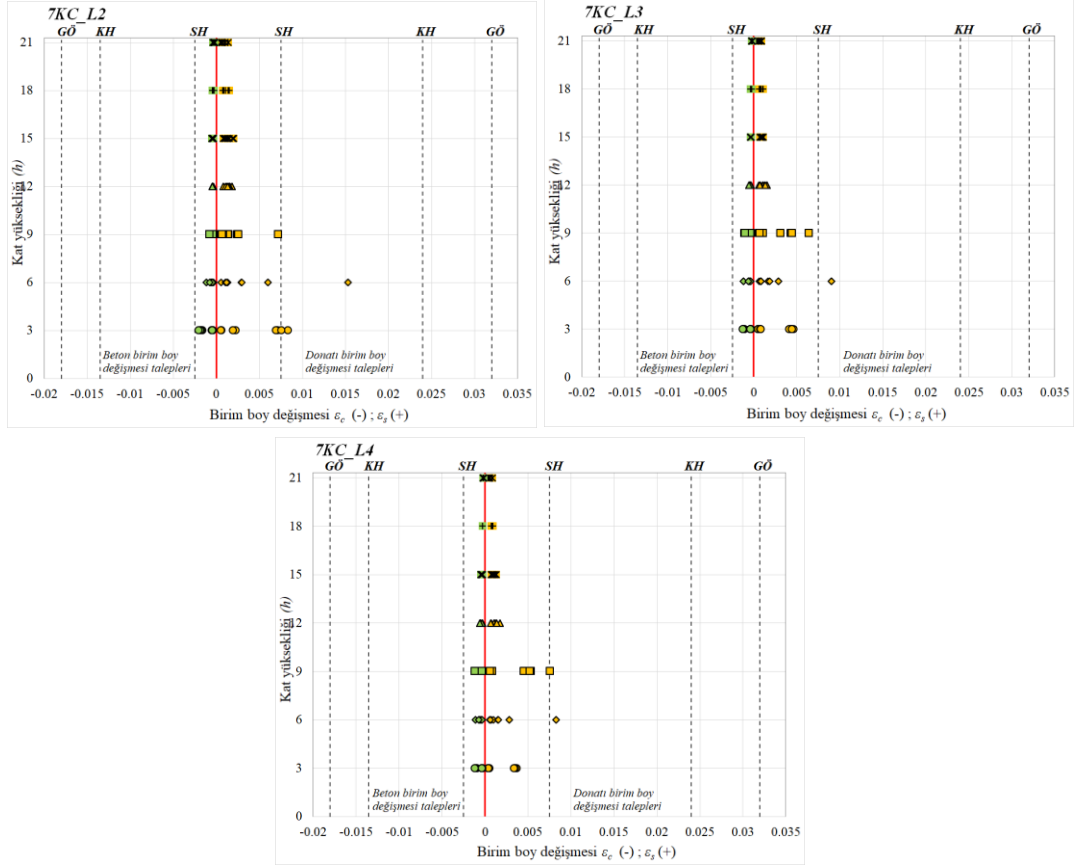 7KC_L2
GÖ KH SH SH KH GÖ
21
18
15
12
9
6
3
0
Kat yüksekliği (h)
Beton birim boy
değişmesi talepleri
Donatı birim boy
değişmesi talepleri
-0.02 -0.015 -0.01 -0.005 0 0.005 0.01 0.015 0.02 0.025 0.03 0.035
Birim boy değişmesi εc (-) ; εs (+)
7KC_L3
GÖ KH SH SH KH GÖ
21
18
15
12
9
6
3
0
Kat yüksekliği (h)
Beton birim boy
değişmesi talepleri
Donatı birim boy
değişmesi talepleri
-0.02 -0.015 -0.01 -0.005 0 0.005 0.01 0.015 0.02 0.025 0.03 0.035
Birim boy değişmesi εc (-) ; εs (+)
7KC_L4
GÖ KH SH SH KH GÖ
21
18
15
12
9
6
3
0
Kat yüksekliği (h)
Beton birim boy
değişmesi talepleri
Donatı birim boy
değişmesi talepleri
-0.02 -0.015 -0.01 -0.005 0 0.005 0.01 0.015 0.02 0.025 0.03 0.035
Birim boy değişmesi εc (-) ; εs (+)